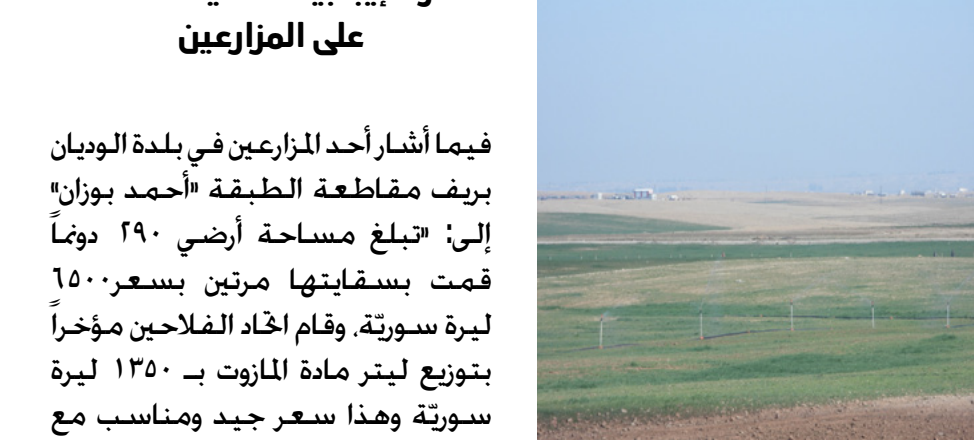 على المزارعين
فيما أشار أحد المزارعين في بلدة الوديان
بريف مقاطعة الطبقة «أحمد بوزان»
إلى: «تبلغ مساحة أرضي ٢٩٠ دونماً
قمت بسقايتها مرتين بسعر٦٥٠٠
ليرة سوريّة، وقام اتحاد الفلاحين مؤخراً
بتوزيع ليتر مادة المازوت بـ ١٣٥٠ ليرة
سوريّة وهذا سعر جيد ومناسب مع